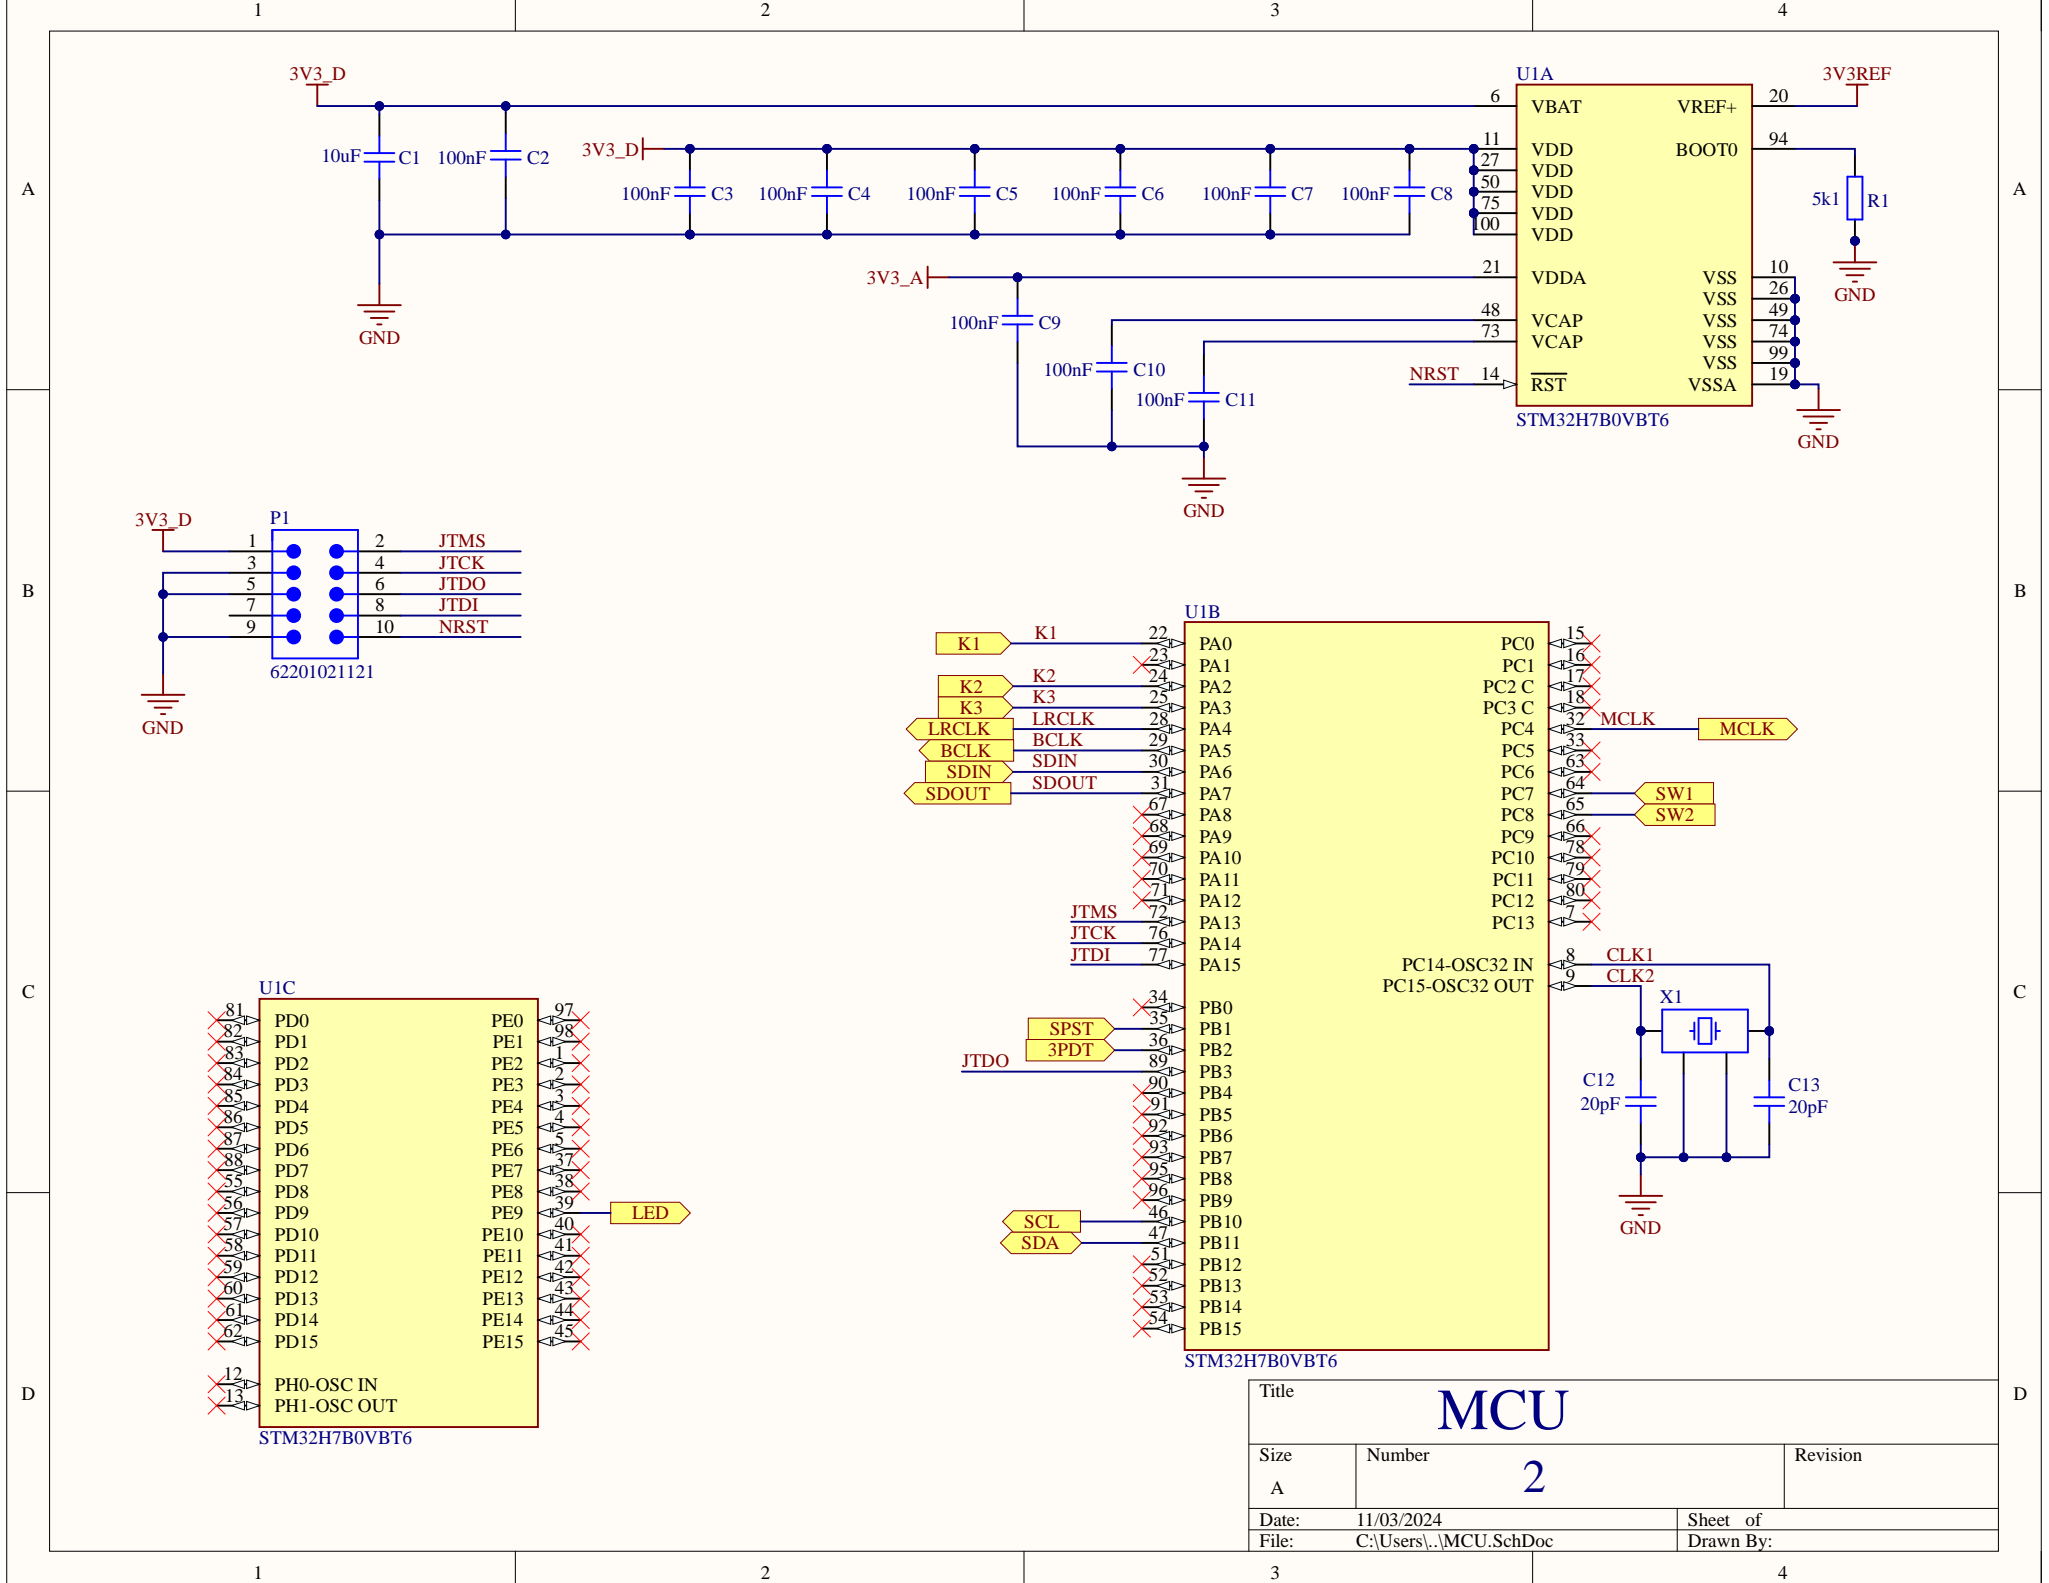 1 2 3 4
A
A
B
B
C
C
D
D
3V3_D
10uF C1 100nF C2
GND
3V3_D
100nF C3 100nF C4 100nF C5 100nF C6 100nF C7 100nF C8
3V3_A
100nF C9
100nF C10
100nF C11
GND
NRST
U1A
6 VBAT VREF+ 20
11 VDD BOOT0 94
27 VDD
50 VDD
75 VDD
100 VDD
21 VDDA VSS 10
VSS 26
48 VCAP VSS 49
73 VCAP VSS 74
VSS 99
14 RST VSSA 19
STM32H7B0VBT6
3V3REF
5k1 R1
GND
GND
3V3_D
P1
1 2 JTMS
3 4 JTCK
5 6 JTDO
7 8 JTDI
9 10 NRST
62201021121
GND
U1B
K1 K1 22 PA0 PC0 15
23 PA1 PC1 16
K2 K2 24 PA2 PC2 C 17
K3 K3 25 PA3 PC3 C 18
LRCLK LRCLK 28 PA4 PC4 32 MCLK MCLK
BCLK BCLK 29 PA5 PC5 33
SDIN SDIN 30 PA6 PC6 63
SDOUT SDOUT 31 PA7 PC7 64 SW1
67 PA8 PC8 65 SW2
68 PA9 PC9 66
69 PA10 PC10 78
70 PA11 PC11 79
71 PA12 PC12 80
JTMS 72 PA13 PC13 7
JTCK 76 PA14
JTDI 77 PA15 PC14-OSC32 IN 8 CLK1
PC15-OSC32 OUT 9 CLK2
34 PB0
SPST 35 PB1
3PDT 36 PB2
JTDO 89 PB3
90 PB4
91 PB5
92 PB6
93 PB7
95 PB8
96 PB9
SCL 46 PB10
SDA 47 PB11
51 PB12
52 PB13
53 PB14
54 PB15
STM32H7B0VBT6
X1
C12
20pF
C13
20pF
GND
U1C
81 PD0 PE0 97
82 PD1 PE1 98
83 PD2 PE2 1
84 PD3 PE3 2
85 PD4 PE4 3
86 PD5 PE5 4
87 PD6 PE6 5
88 PD7 PE7 37
55 PD8 PE8 38
56 PD9 PE9 39 LED
57 PD10 PE10 40
58 PD11 PE11 41
59 PD12 PE12 42
60 PD13 PE13 43
61 PD14 PE14 44
62 PD15 PE15 45
12 PH0-OSC IN
13 PH1-OSC OUT
STM32H7B0VBT6
Title
MCU
Size
A
Number
2
Revision
Date: 11/03/2024 Sheet of
File: C:\Users\..\MCU.SchDoc Drawn By:
1 2 3 4